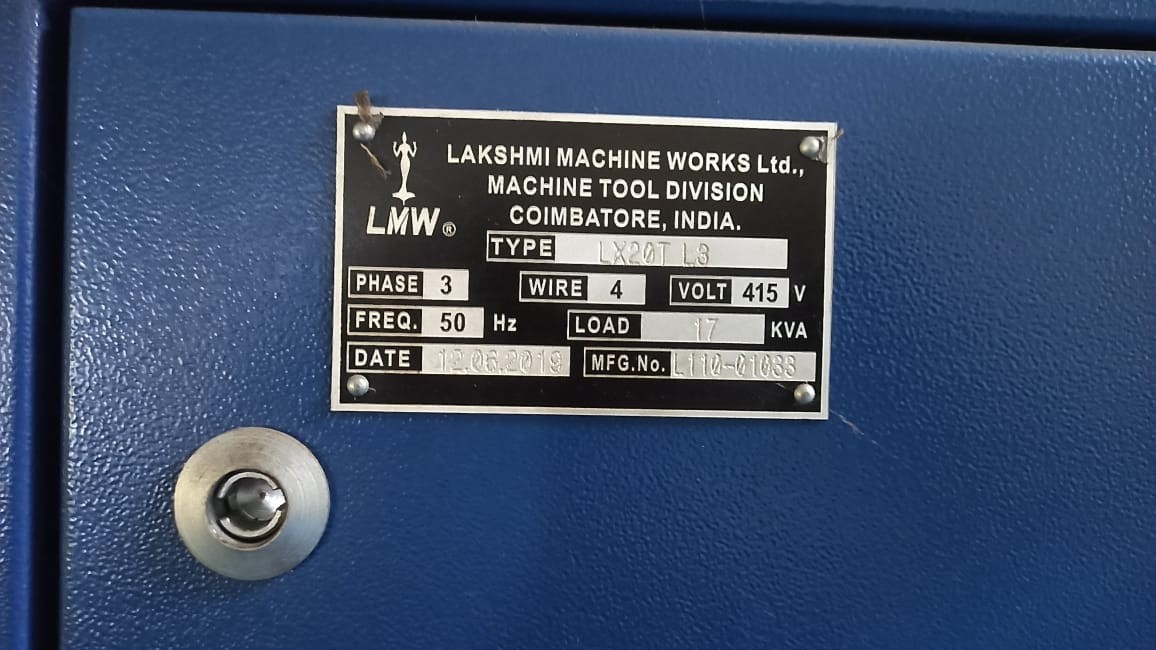 LAKSHMI MACHINE WORKS Ltd.,
MACHINE TOOL DIVISION
COIMBATORE, INDIA.
LMW®
TYPE LX20T L3
PHASE 3 WIRE 4 VOLT 415 V
FREQ. 50 Hz LOAD 17 KVA
DATE 12.06.2019 MFG.No. L110-01033